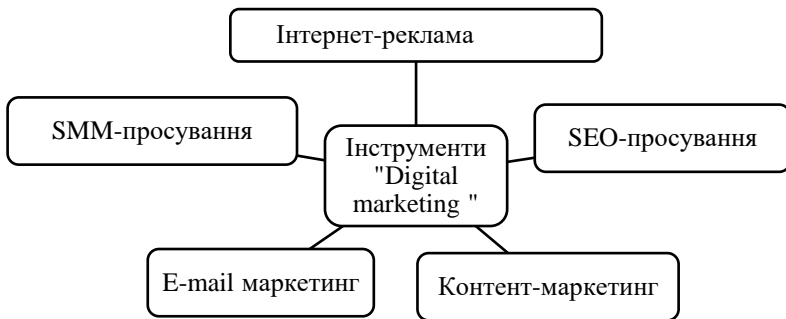 Інтернет-реклама
SMM-просування
SEO-просування
Інструменти
"Digital
marketing "
E-mail маркетинг
Контент-маркетинг